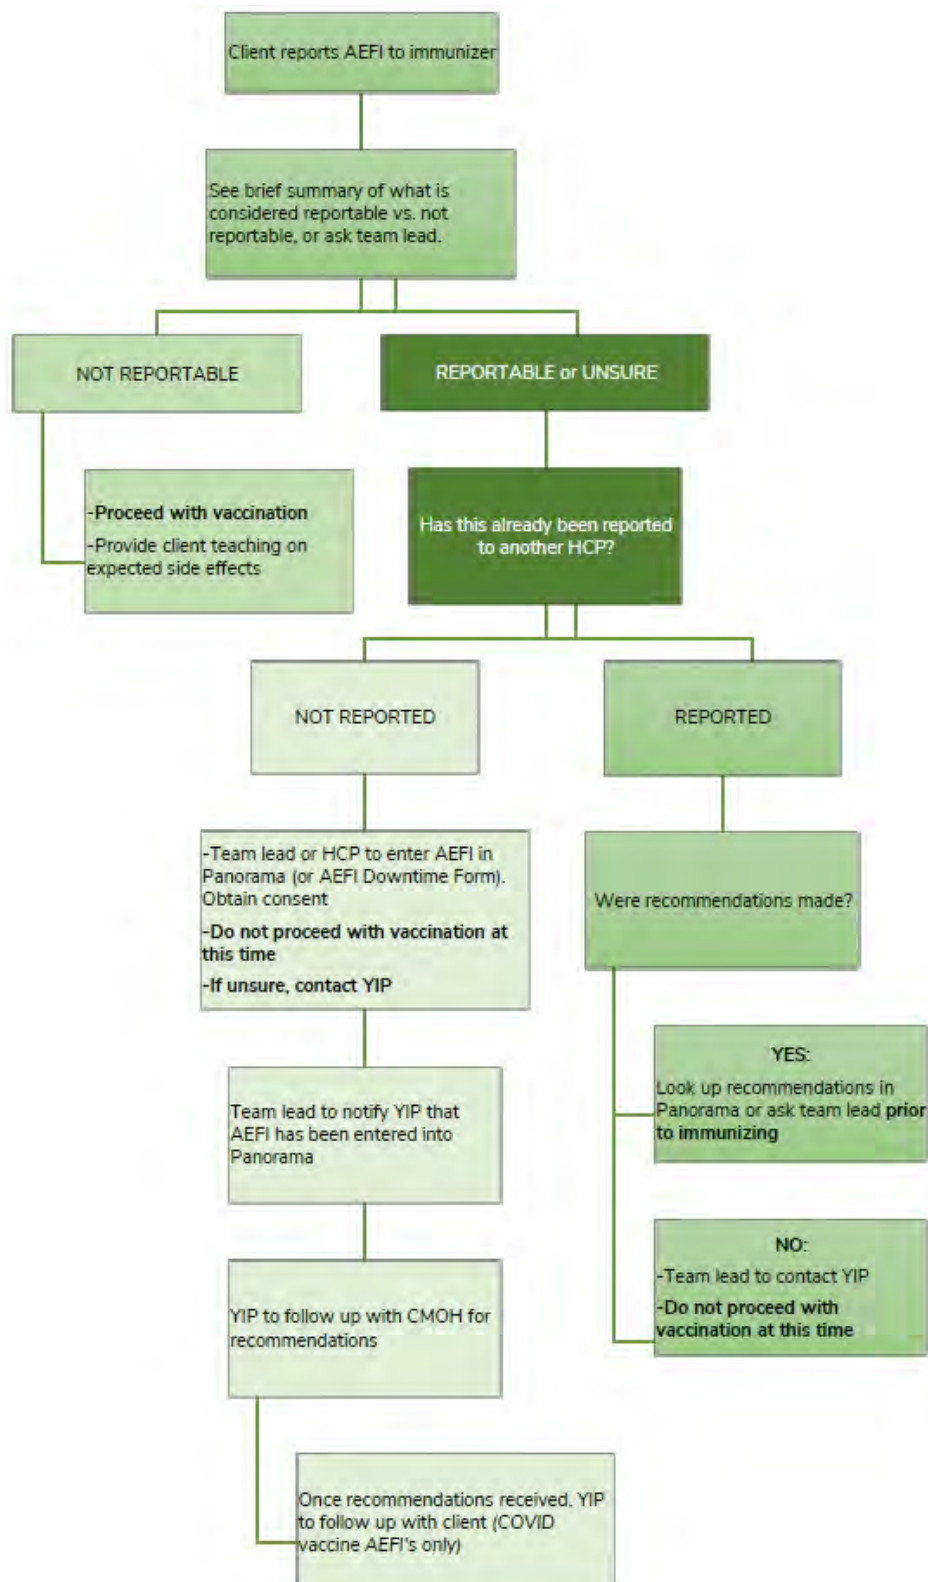 Client reports AEFI to immunizer
See brief summary of what is
considered reportable vs. not
reportable, or ask team lead.
NOT REPORTABLE
REPORTABLE or UNSURE
-Proceed with vaccination
-Provide client teaching on
expected side effects
Has this already been reported
to another HCP?
NOT REPORTED
REPORTED
-Team lead or HCP to enter AEFI in
Panorama (or AEFI Downtime Form).
Obtain consent
-Do not proceed with vaccination at
this time
-If unsure, contact YIP
Were recommendations made?
YES:
Look up recommendations in
Panorama or ask team lead prior
to immunizing
Team lead to notify YIP that
AEFI has been entered into
Panorama
NO:
-Team lead to contact YIP
-Do not proceed with
vaccination at this time
YIP to follow up with CMOH for
recommendations
Once recommendations received, YIP
to follow up with client (COVID
vaccine AEFI's only)